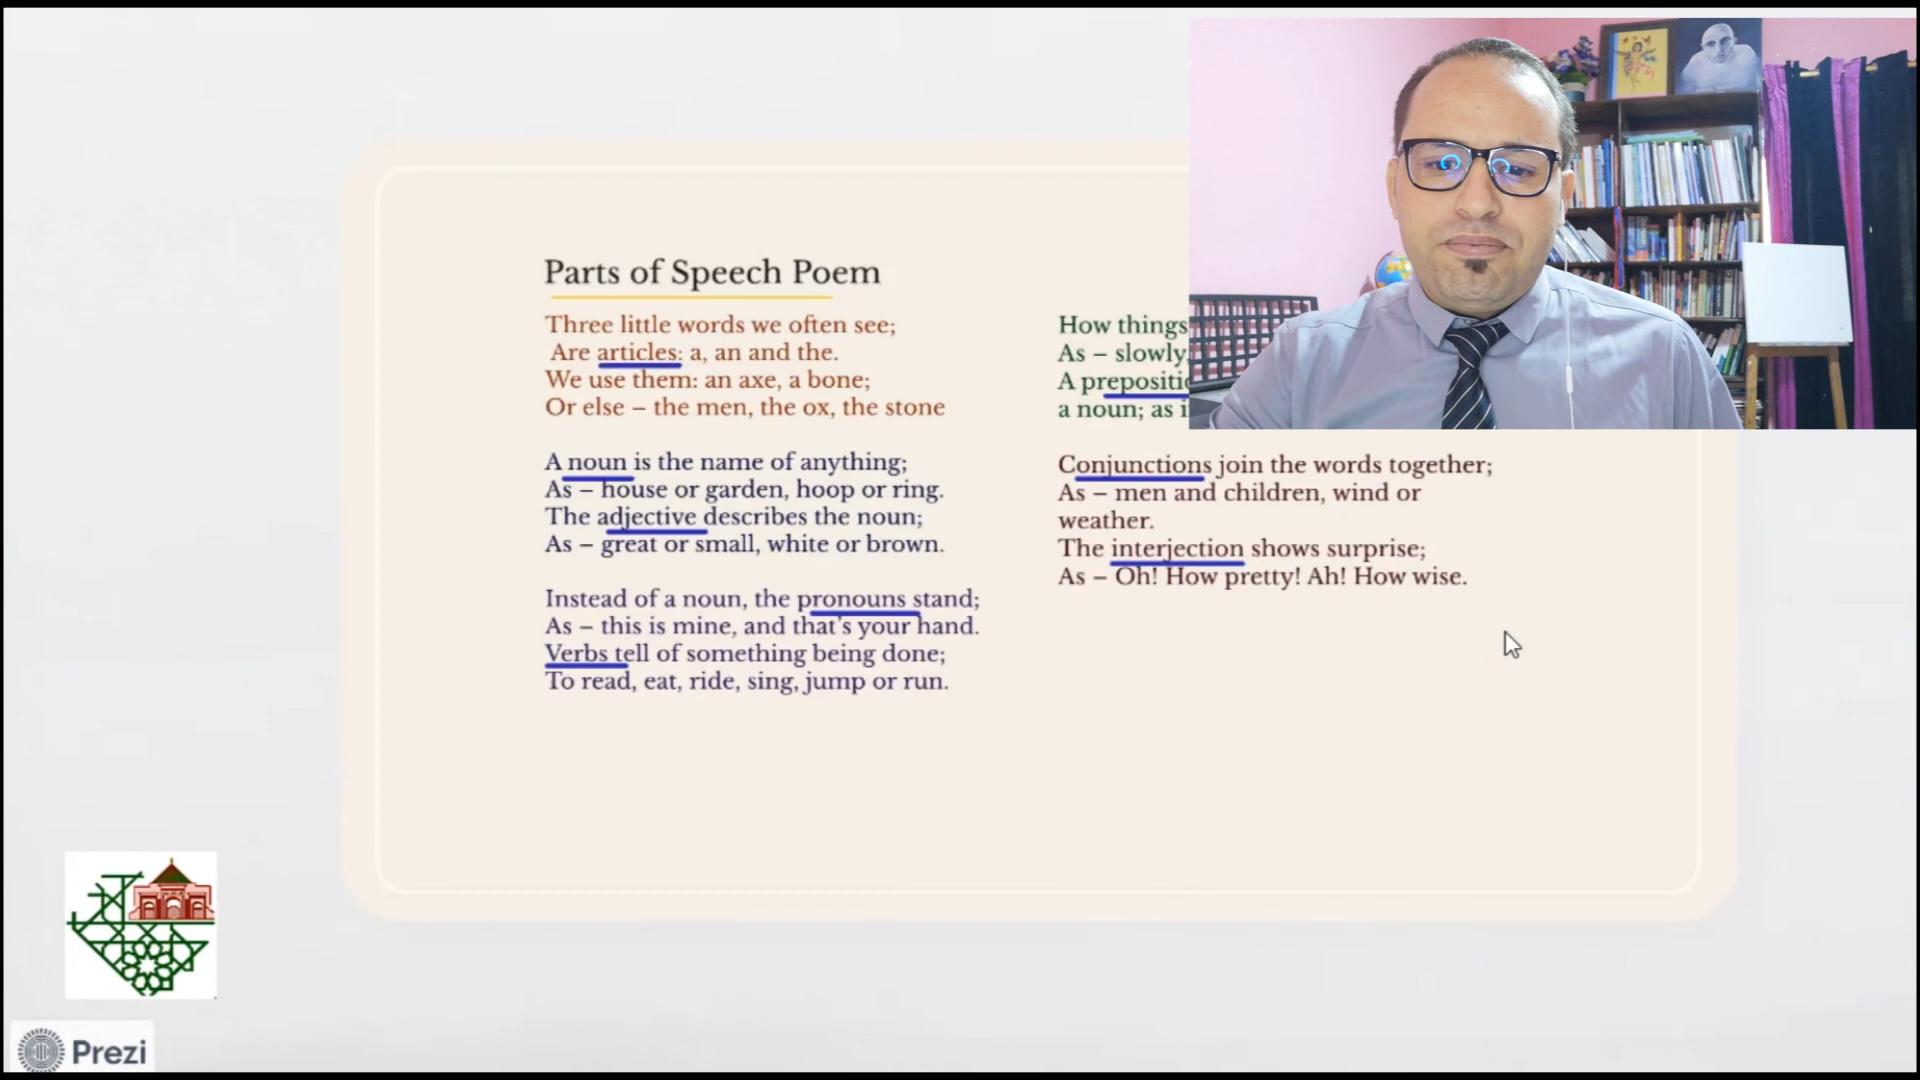 Parts of Speech Poem
Three little words we often see;
Are articles: a, an and the.
We use them: an axe, a bone;
Or else – the men, the ox, the stone
A noun is the name of anything;
As – house or garden, hoop or ring.
The adjective describes the noun;
As – great or small, white or brown.
Instead of a noun, the pronouns stand;
As – this is mine, and that's your hand.
Verbs tell of something being done;
To read, eat, ride, sing, jump or run.
How things
As – slowly
A
a noun; as
Conjunctions join the words together;
As – men and children, wind or
weather.
The interjection shows surprise;
As – Oh! How pretty! Ah! How wise.
Prezi